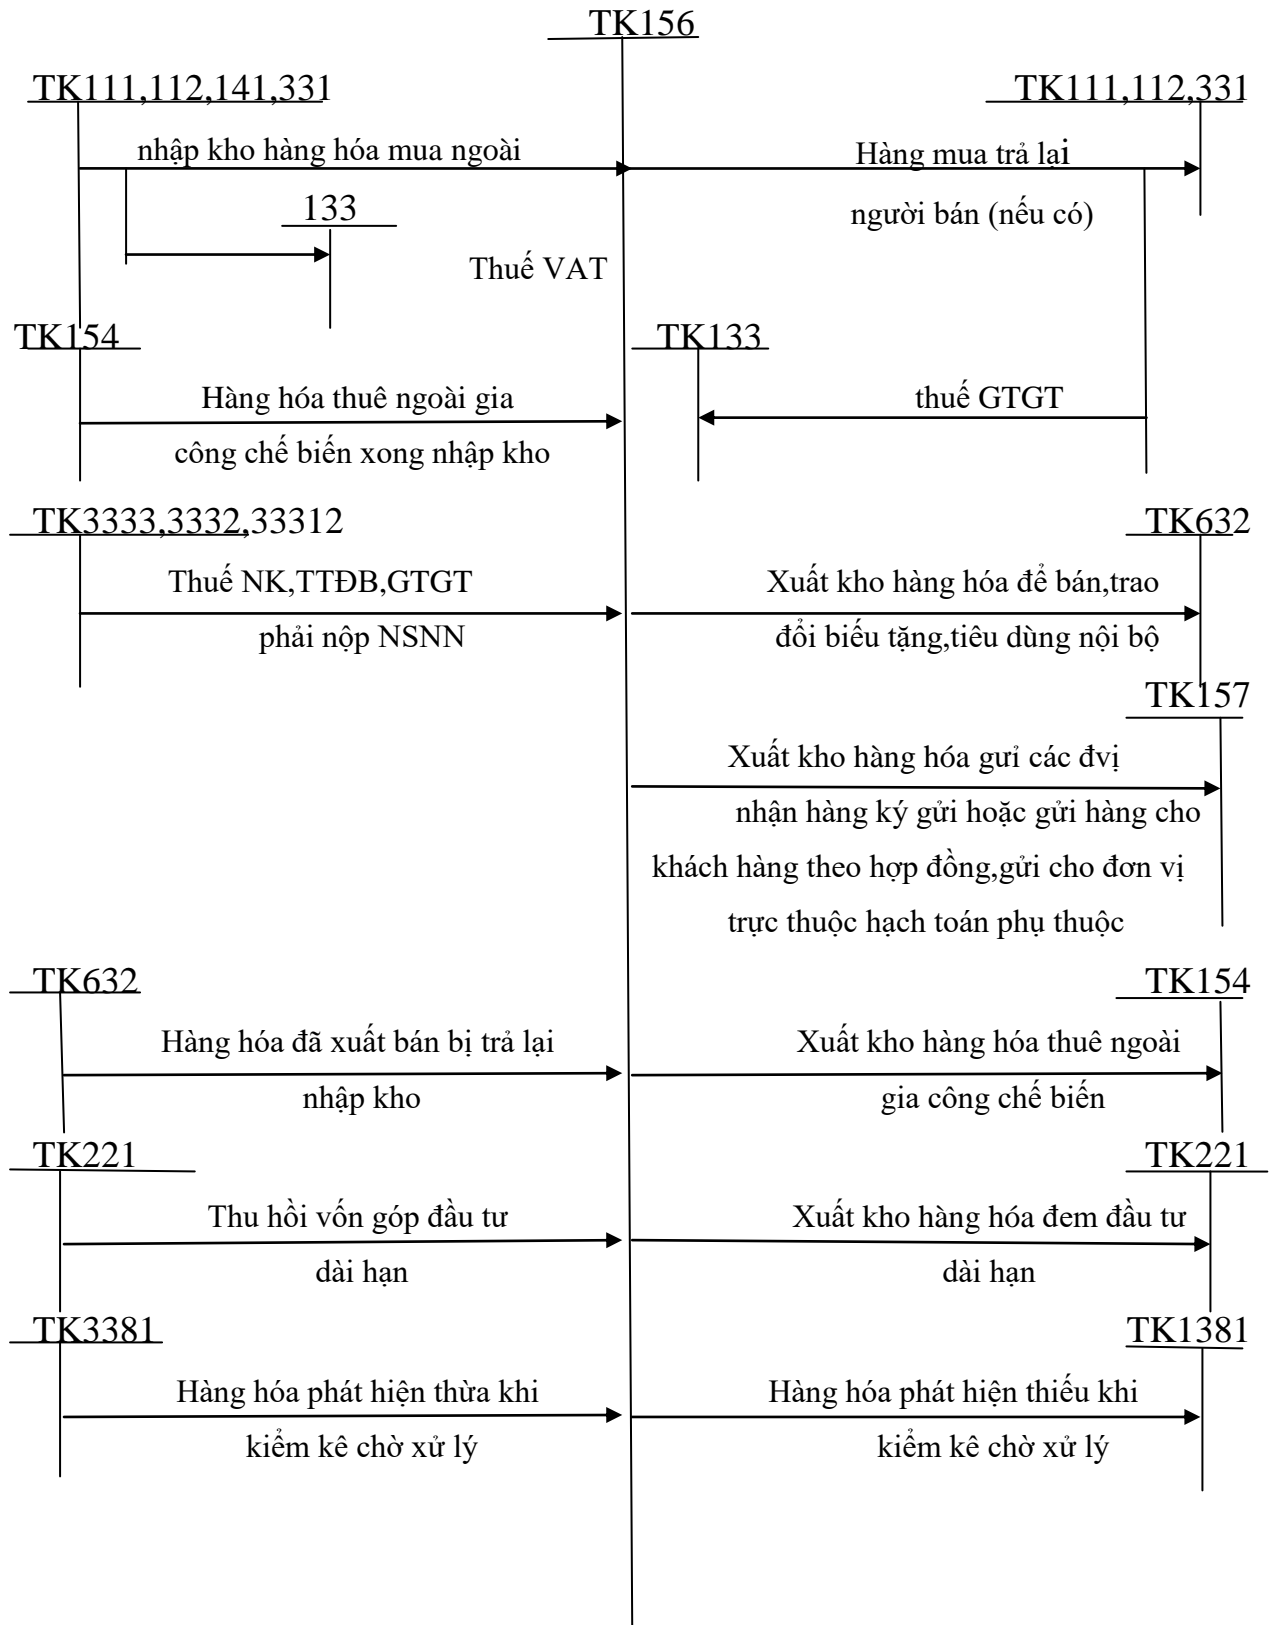 TK156
TK111,112,141,331
TK111,112,331
nhập kho hàng hóa mua ngoài
Hàng mua trả lại
133
người bán (nếu có)
Thuế VAT
TK154
TK133
Hàng hóa thuê ngoài gia
thuế GTGT
công chế biến xong nhập kho
TK3333,3332,33312
TK632
Thuế NK,TTĐB,GTGT
Xuất kho hàng hóa để bán,trao
phải nộp NSNN
đổi biếu tặng,tiêu dùng nội bộ
TK157
Xuất kho hàng hóa gưỉ các đvị
nhận hàng ký gửi hoặc gửi hàng cho
khách hàng theo hợp đồng,gửi cho đơn vị
trực thuộc hạch toán phụ thuộc
TK632
TK154
Hàng hóa đã xuất bán bị trả lại
Xuất kho hàng hóa thuê ngoài
nhập kho
gia công chế biến
TK221
TK221
Thu hồi vốn góp đầu tư
Xuất kho hàng hóa đem đầu tư
dài hạn
dài hạn
TK3381
TK1381
Hàng hóa phát hiện thừa khi
Hàng hóa phát hiện thiếu khi
kiểm kê chờ xử lý
kiểm kê chờ xử lý